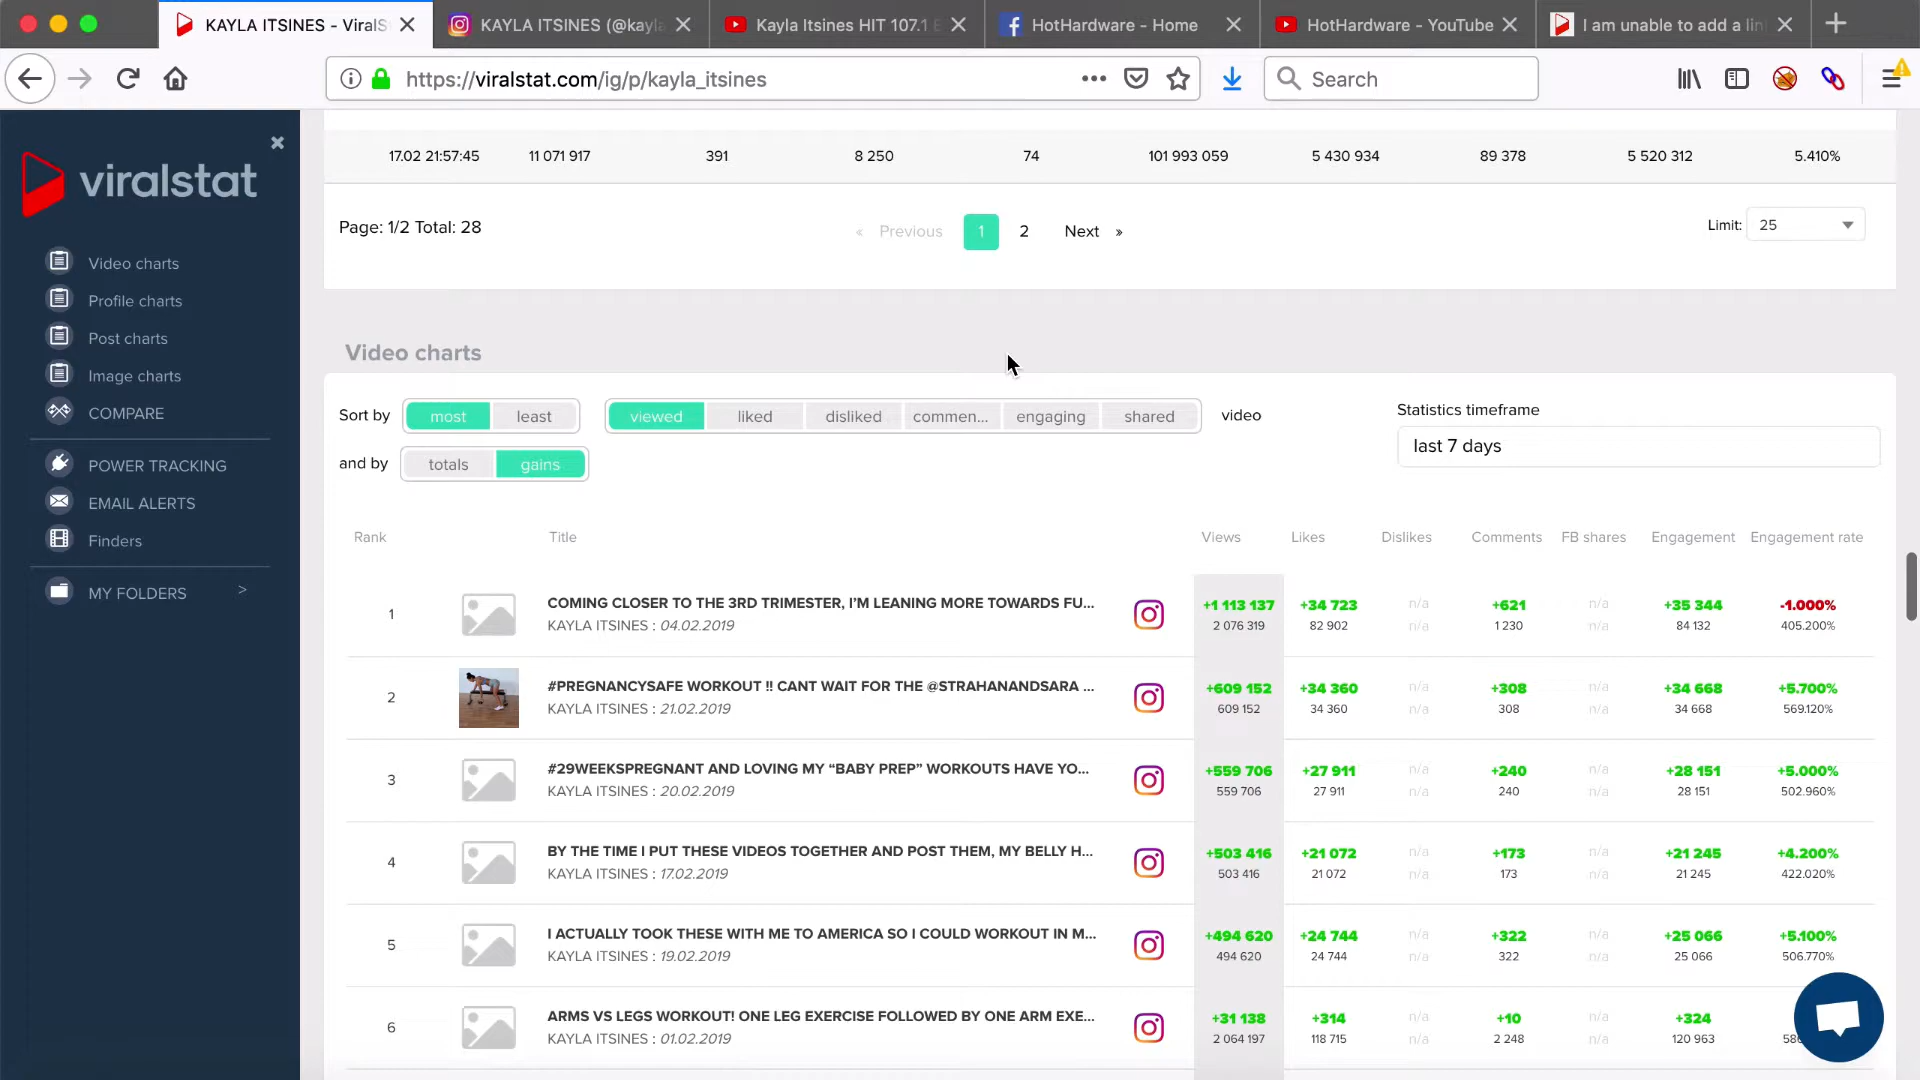 KAYLA ITSINES - ViralS
KAYLA ITSINES (@kayla
Kayla Itsines HIT 107.1
HotHardware - Home
HotHardware - YouTube
I am unable to add a lin
https://viralstat.com/ig/p/kayla_itsines
Search
viralstat
Video charts
Profile charts
Post charts
Image charts
COMPARE
POWER TRACKING
EMAIL ALERTS
Finders
MY FOLDERS >
17.02 21:57:45 11 071 917 391 8 250 74 101 993 059 5 430 934 89 378 5 520 312 5.410%
Page: 1/2 Total: 28
« Previous 1 2 Next »
Limit: 25
Video charts
Sort by most least viewed liked disliked commen... engaging shared video
and by totals gains
Statistics timeframe
last 7 days
Rank Title Views Likes Dislikes Comments FB shares Engagement Engagement rate
1 COMING CLOSER TO THE 3RD TRIMESTER, I'M LEANING MORE TOWARDS FU... +1 113 137 +34 723 n/a +621 n/a +35 344 -1.000%
KAYLA ITSINES : 04.02.2019 2 076 319 82 902 n/a 1 230 n/a 84 132 405.200%
2 #PREGNANCYSAFE WORKOUT !! CANT WAIT FOR THE @STRAHANANDSARA ... +609 152 +34 360 n/a +308 n/a +34 668 +5.700%
KAYLA ITSINES : 21.02.2019 609 152 34 360 n/a 308 n/a 34 668 569.120%
3 #29WEEKSPREGNANT AND LOVING MY “BABY PREP” WORKOUTS HAVE YO... +559 706 +27 911 n/a +240 n/a +28 151 +5.000%
KAYLA ITSINES : 20.02.2019 559 706 27 911 n/a 240 n/a 28 151 502.960%
4 BY THE TIME I PUT THESE VIDEOS TOGETHER AND POST THEM, MY BELLY H... +503 416 +21 072 n/a +173 n/a +21 245 +4.200%
KAYLA ITSINES : 17.02.2019 503 416 21 072 n/a 173 n/a 21 245 422.020%
5 I ACTUALLY TOOK THESE WITH ME TO AMERICA SO I COULD WORKOUT IN M... +494 620 +24 744 n/a +322 n/a +25 066 +5.100%
KAYLA ITSINES : 19.02.2019 494 620 24 744 n/a 322 n/a 25 066 506.770%
6 ARMS VS LEGS WORKOUT! ONE LEG EXERCISE FOLLOWED BY ONE ARM EXE... +31 138 +314 n/a +10 n/a +324
KAYLA ITSINES : 01.02.2019 2 064 197 118 715 n/a 2 248 n/a 120 963